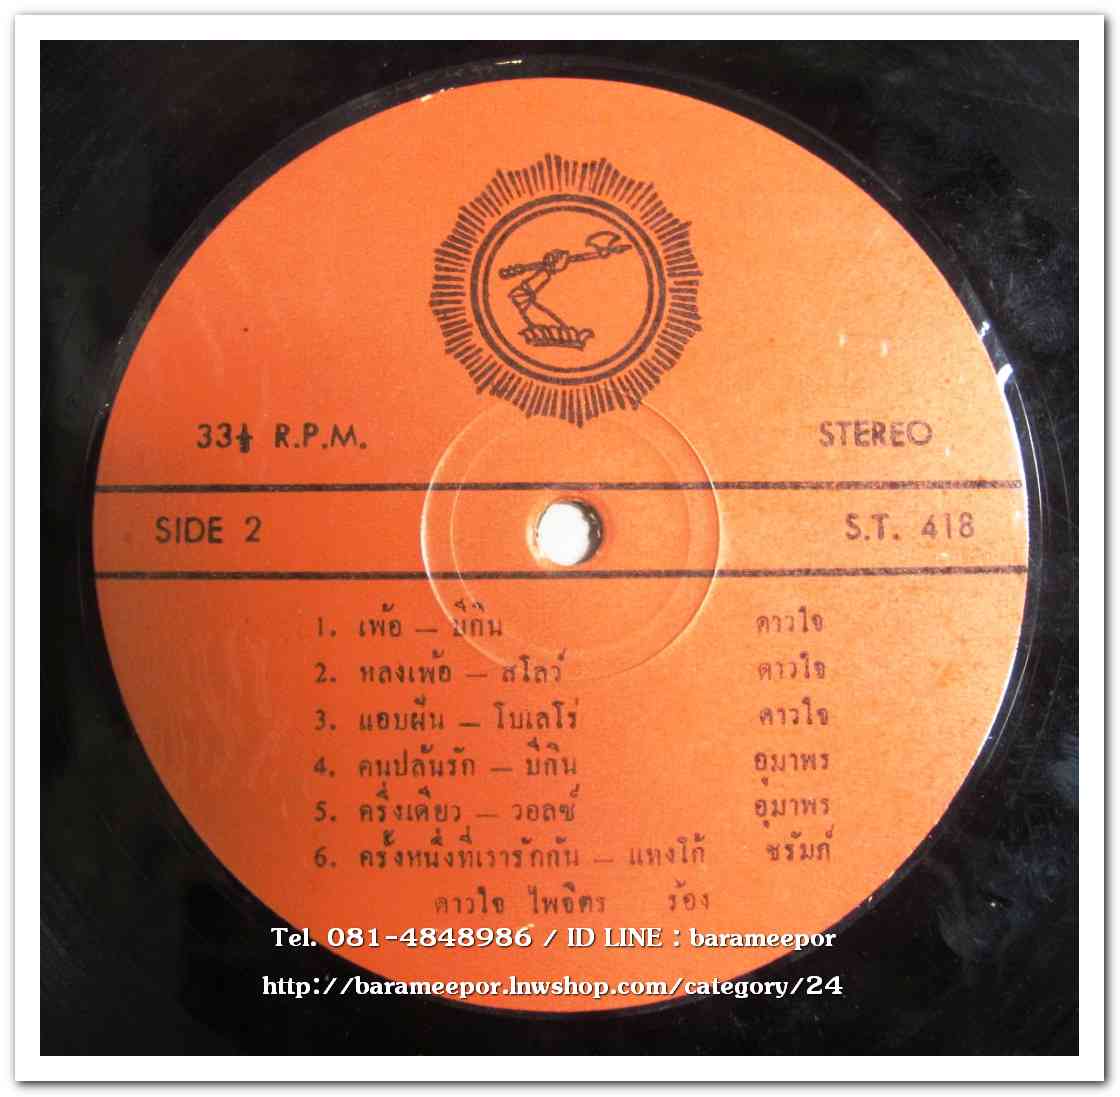 33⅓ R.P.M. STEREO
SIDE 2 S.T. 418
1. เพ้อ – บีกิน ดาวใจ
2. หลงเพ้อ – สโลว์ ดาวใจ
3. แอบฝัน – โบเลโร่ ดาวใจ
4. คนปล้นรัก – บีกิน อุมาพร
5. ครึ่งเดียว – วอลซ์ อุมาพร
6. ครั้งหนึ่งที่เรารักกัน – แทงโก้ ชรัมภ์
ดาวใจ ไพจิตร ร้อง
Tel. 081-4848986 / ID LINE : barameepor
http://barameepor.lnwshop.com/category/24